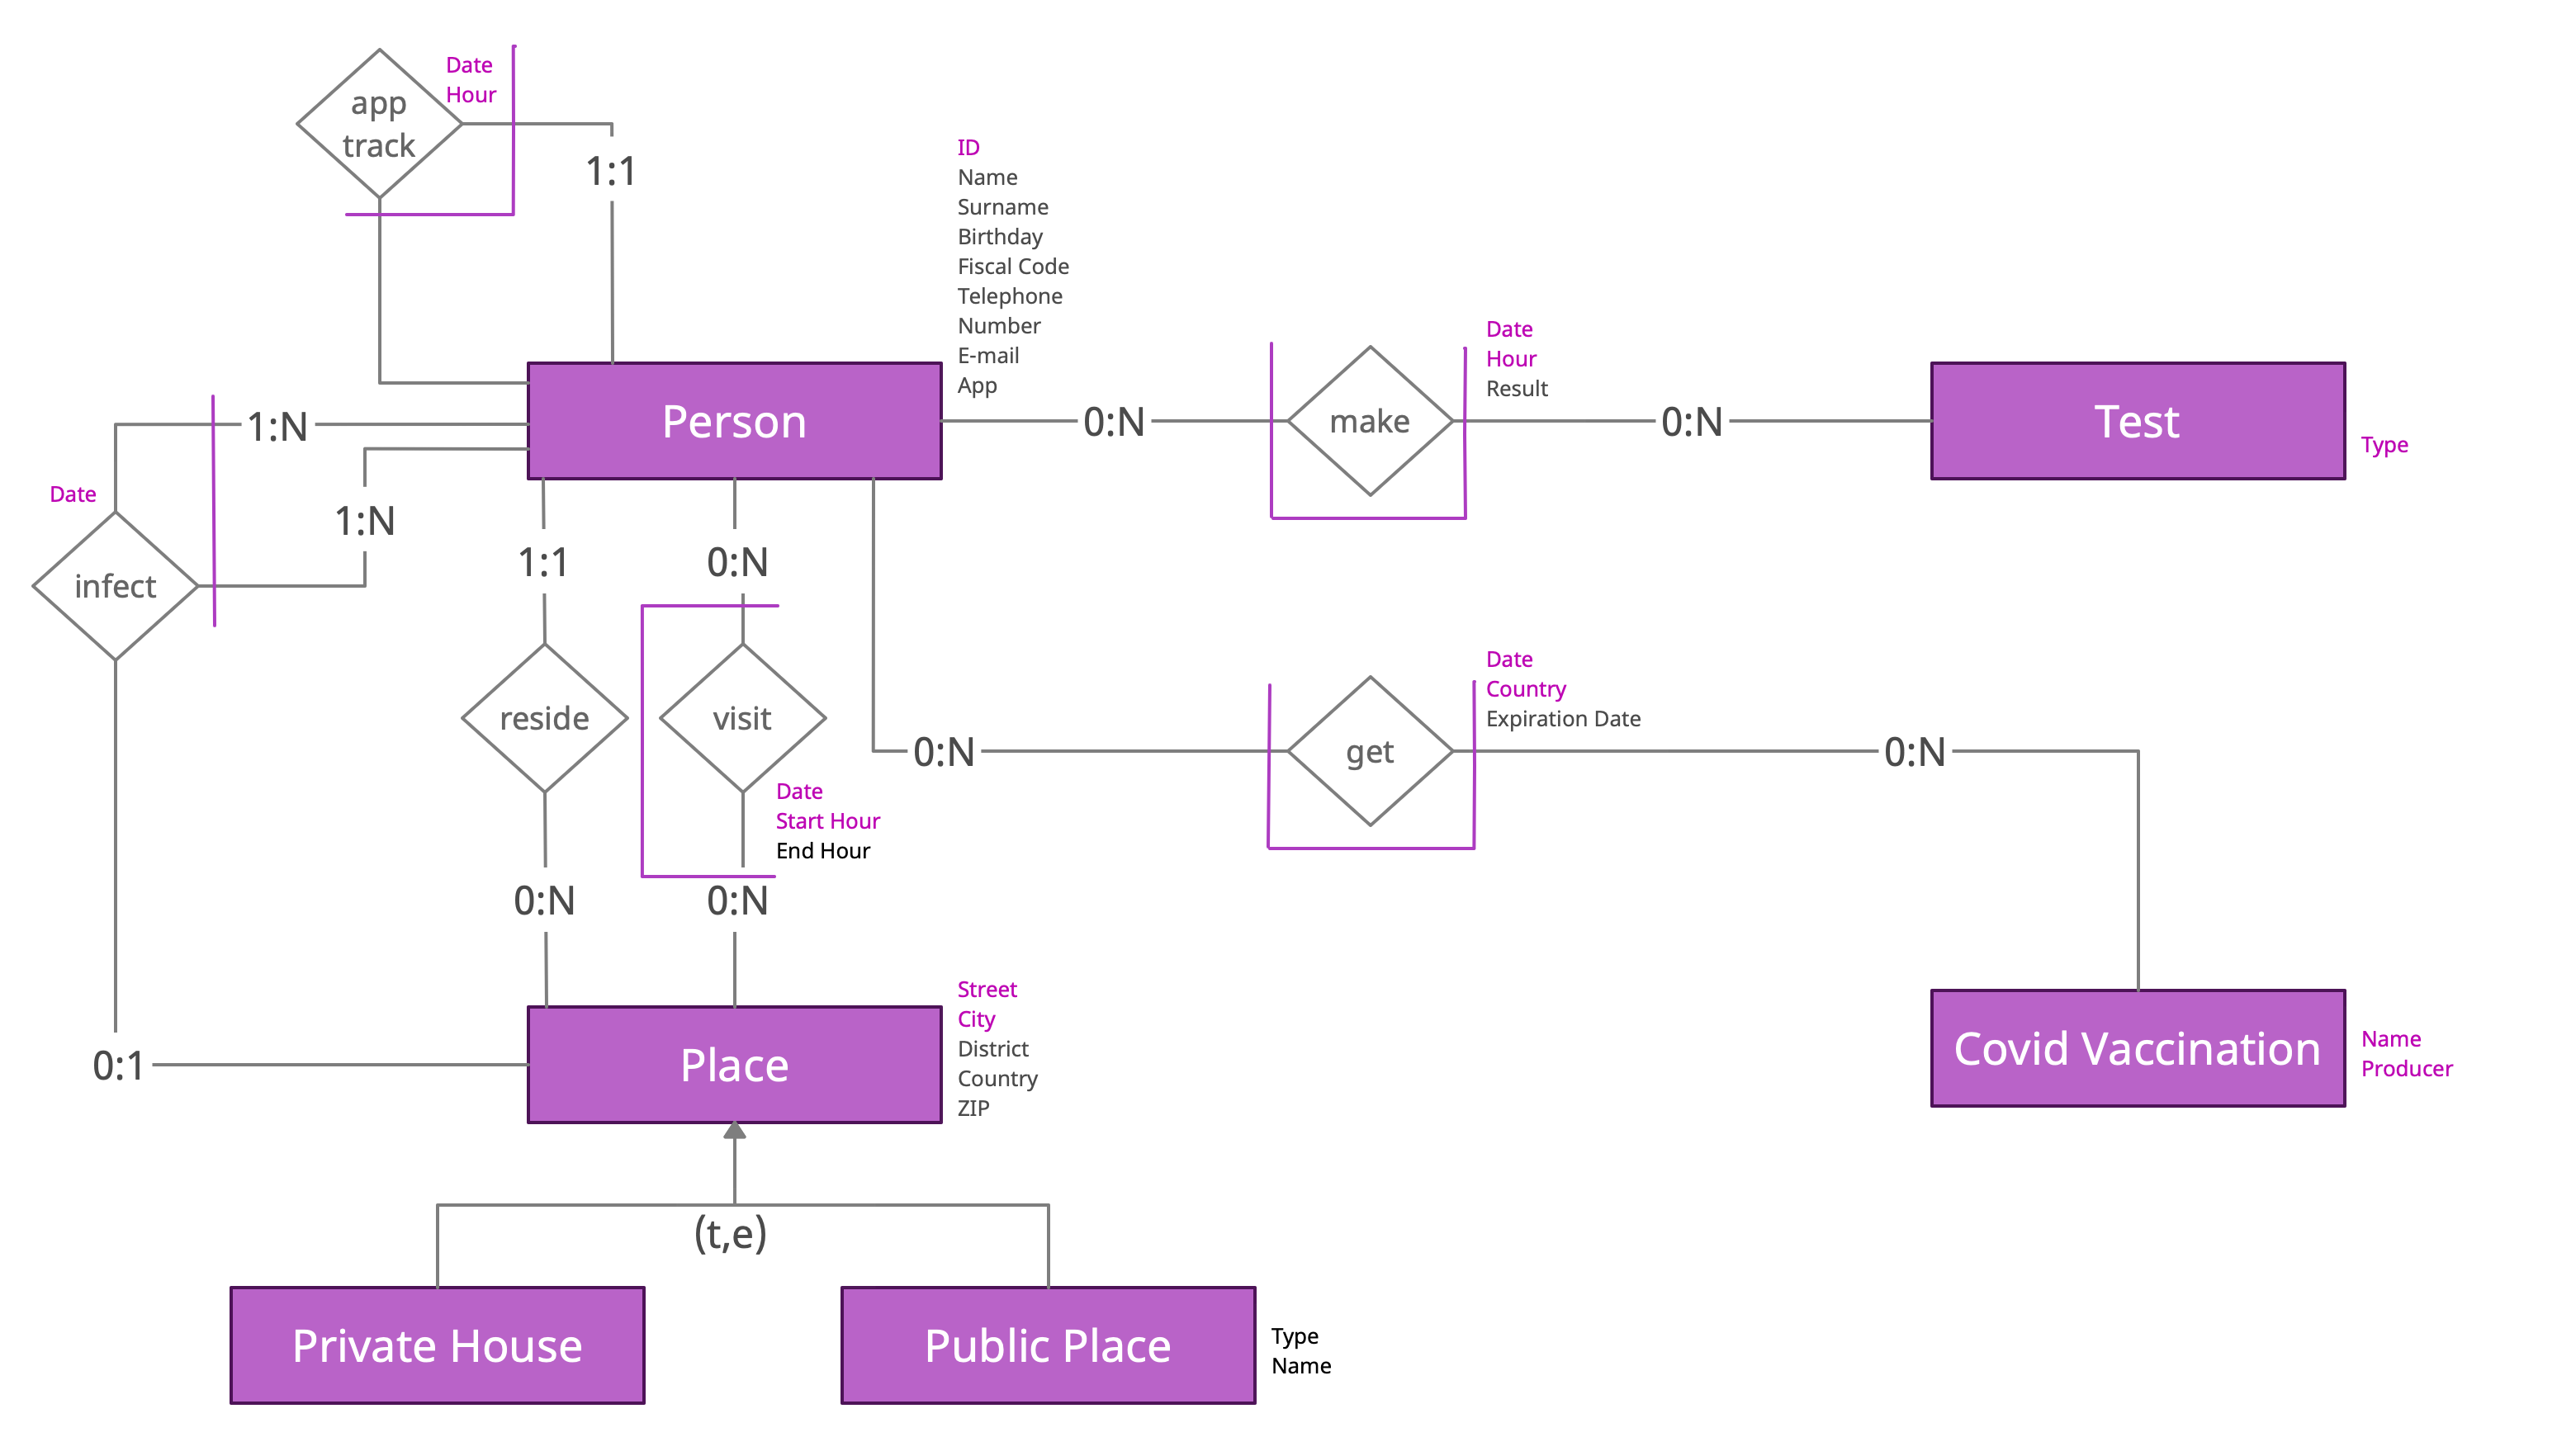 Date
Hour
app
track
1:1
ID
Name
Surname
Birthday
Fiscal Code
Telephone
Number
E-mail
App
Date
Hour
Result
Person
0:N
make
0:N
Test
Type
1:N
Date
1:N
infect
1:1
0:N
reside
visit
Date
Country
Expiration Date
0:N
get
0:N
Date
Start Hour
End Hour
0:N
0:N
0:1
Place
Street
City
District
Country
ZIP
Covid Vaccination
Name
Producer
(t,e)
Private House
Public Place
Type
Name